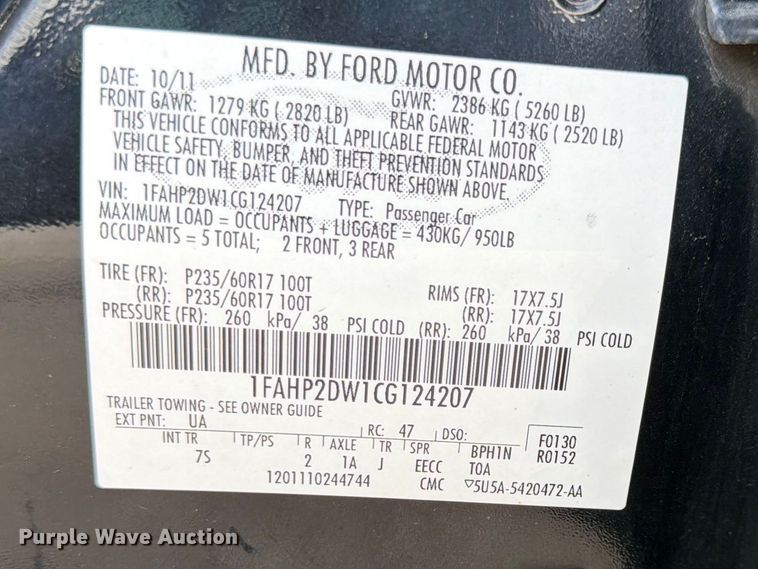 MFD. BY FORD MOTOR CO.
DATE: 10/11 GVWR: 2386 KG ( 5260 LB)
FRONT GAWR: 1279 KG ( 2820 LB) REAR GAWR: 1143 KG ( 2520 LB)
THIS VEHICLE CONFORMS TO ALL APPLICABLE FEDERAL MOTOR
VEHICLE SAFETY, BUMPER, AND THEFT PREVENTION STANDARDS
IN EFFECT ON THE DATE OF MANUFACTURE SHOWN ABOVE.
VIN: 1FAHP2DW1CG124207 TYPE: Passenger Car
MAXIMUM LOAD = OCCUPANTS + LUGGAGE = 430KG/ 950LB
OCCUPANTS = 5 TOTAL; 2 FRONT, 3 REAR
TIRE (FR): P235/60R17 100T RIMS (FR): 17X7.5J
(RR): P235/60R17 100T (RR): 17X7.5J
PRESSURE (FR): 260 kPa/ 38 PSI COLD (RR): 260 kPa/ 38 PSI COLD
1FAHP2DW1CG124207
TRAILER TOWING - SEE OWNER GUIDE
EXT PNT: UA RC: 47 DSO: F0130
INT TR TP/PS R AXLE TR SPR BPH1N R0152
7S 2 1A J EECC TOA
1201110244744 CMC ▽5U5A-5420472-AA
Purple Wave Auction